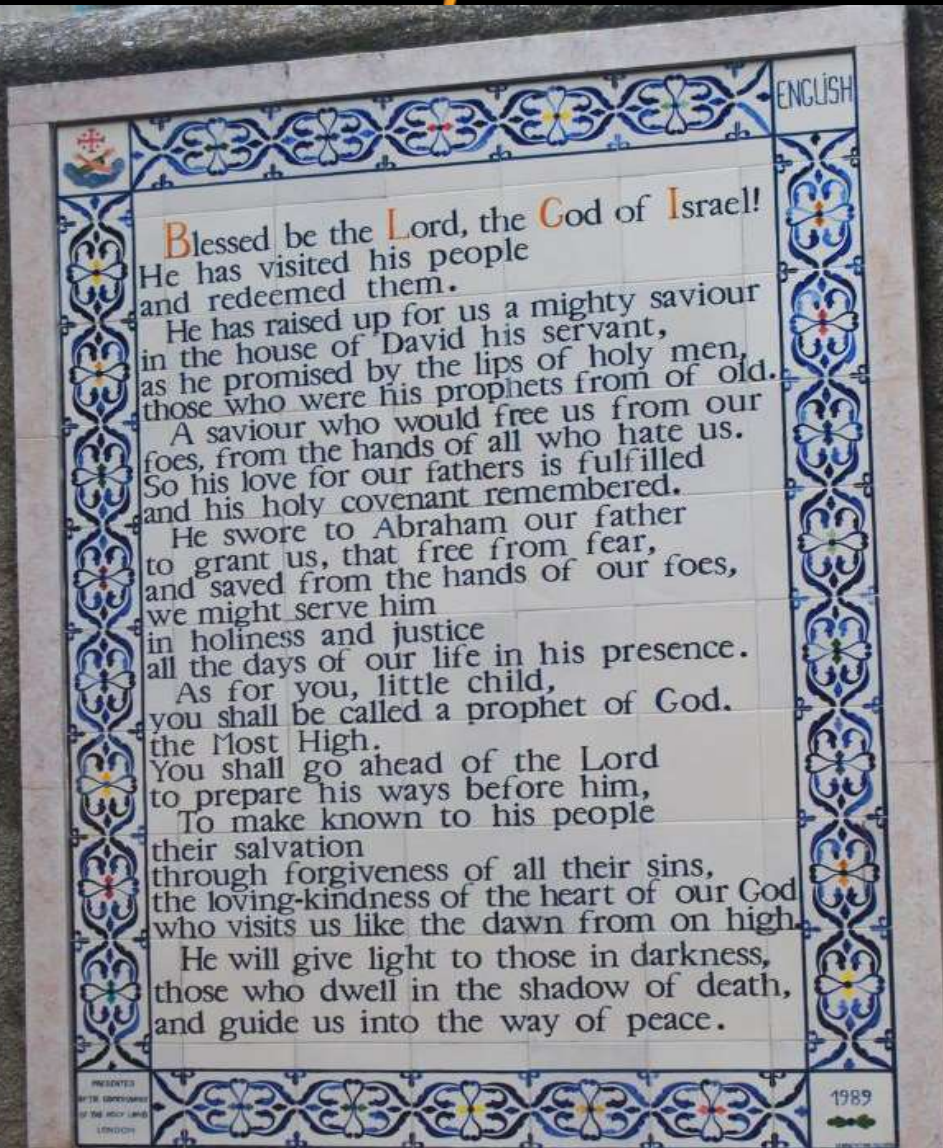 ENGLISH
Blessed be the Lord, the God of Israel!
He has visited his people
and redeemed them.
He has raised up for us a mighty saviour
in the house of David his servant,
as he promised by the lips of holy men,
those who were his prophets from of old.
A saviour who would free us from our
foes, from the hands of all who hate us.
So his love for our fathers is fulfilled
and his holy covenant remembered.
He swore to Abraham our father
to grant us, that free from fear,
and saved from the hands of our foes,
we might serve him
in holiness and justice
all the days of our life in his presence.
As for you, little child,
you shall be called a prophet of God.
the Most High.
You shall go ahead of the Lord
to prepare his ways before him,
To make known to his people
their salvation
through forgiveness of all their sins,
the loving-kindness of the heart of our God
who visits us like the dawn from on high.
He will give light to those in darkness,
those who dwell in the shadow of death,
and guide us into the way of peace.
PRESENTED
OF THE HOLY LAND
LONDON
1989